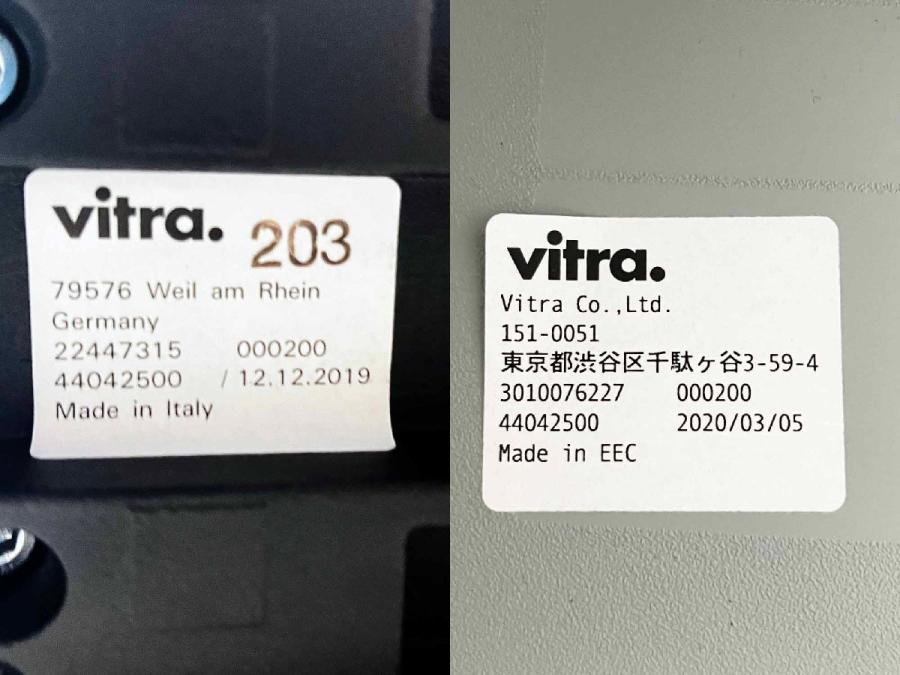 vitra.
203
79576 Weil am Rhein
Germany
22447315 000200
44042500 / 12.12.2019
Made in Italy
vitra.
Vitra Co.,Ltd.
151-0051
東京都渋谷区千駄ヶ谷3-59-4
3010076227 000200
44042500 2020/03/05
Made in EEC